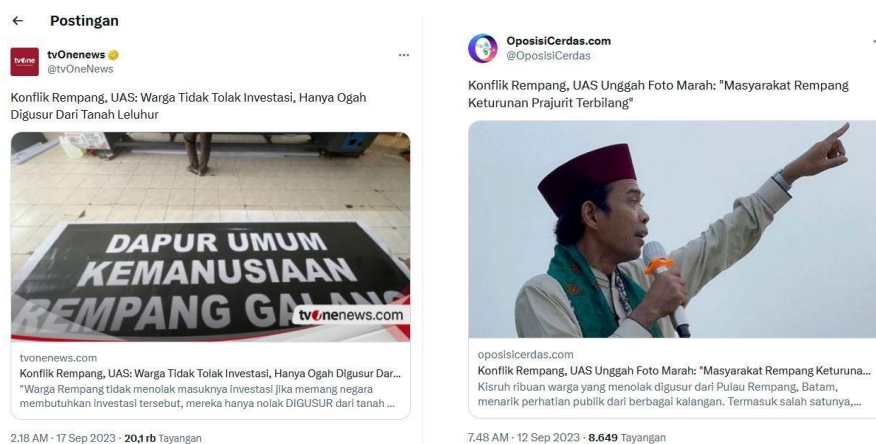 Postingan
tvOnenews
@tvOneNews
Konflik Rempang, UAS: Warga Tidak Tolak Investasi, Hanya Ogah
Digusur Dari Tanah Leluhur
DAPUR UMUM
KEMANUSIAAN
REMPANG GALANG
tvOnenews.com
tvonenews.com
Konflik Rempang, UAS: Warga Tidak Tolak Investasi, Hanya Ogah Digusur Dar...
"Warga Rempang tidak menolak masuknya investasi jika memang negara
membutuhkan investasi tersebut, mereka hanya nolak DIGUSUR dari tanah ...
2.18 AM · 17 Sep 2023 · 20,1 rb Tayangan
OposisiCerdas.com
@OposisiCerdas
Konflik Rempang, UAS Unggah Foto Marah: "Masyarakat Rempang
Keturunan Prajurit Terbilang"
oposisicerdas.com
Konflik Rempang, UAS Unggah Foto Marah: "Masyarakat Rempang Keturuna...
Kisruh ribuan warga yang menolak digusur dari Pulau Rempang, Batam,
menarik perhatian publik dari berbagai kalangan. Termasuk salah satunya,...
7.48 AM · 12 Sep 2023 · 8.649 Tayangan